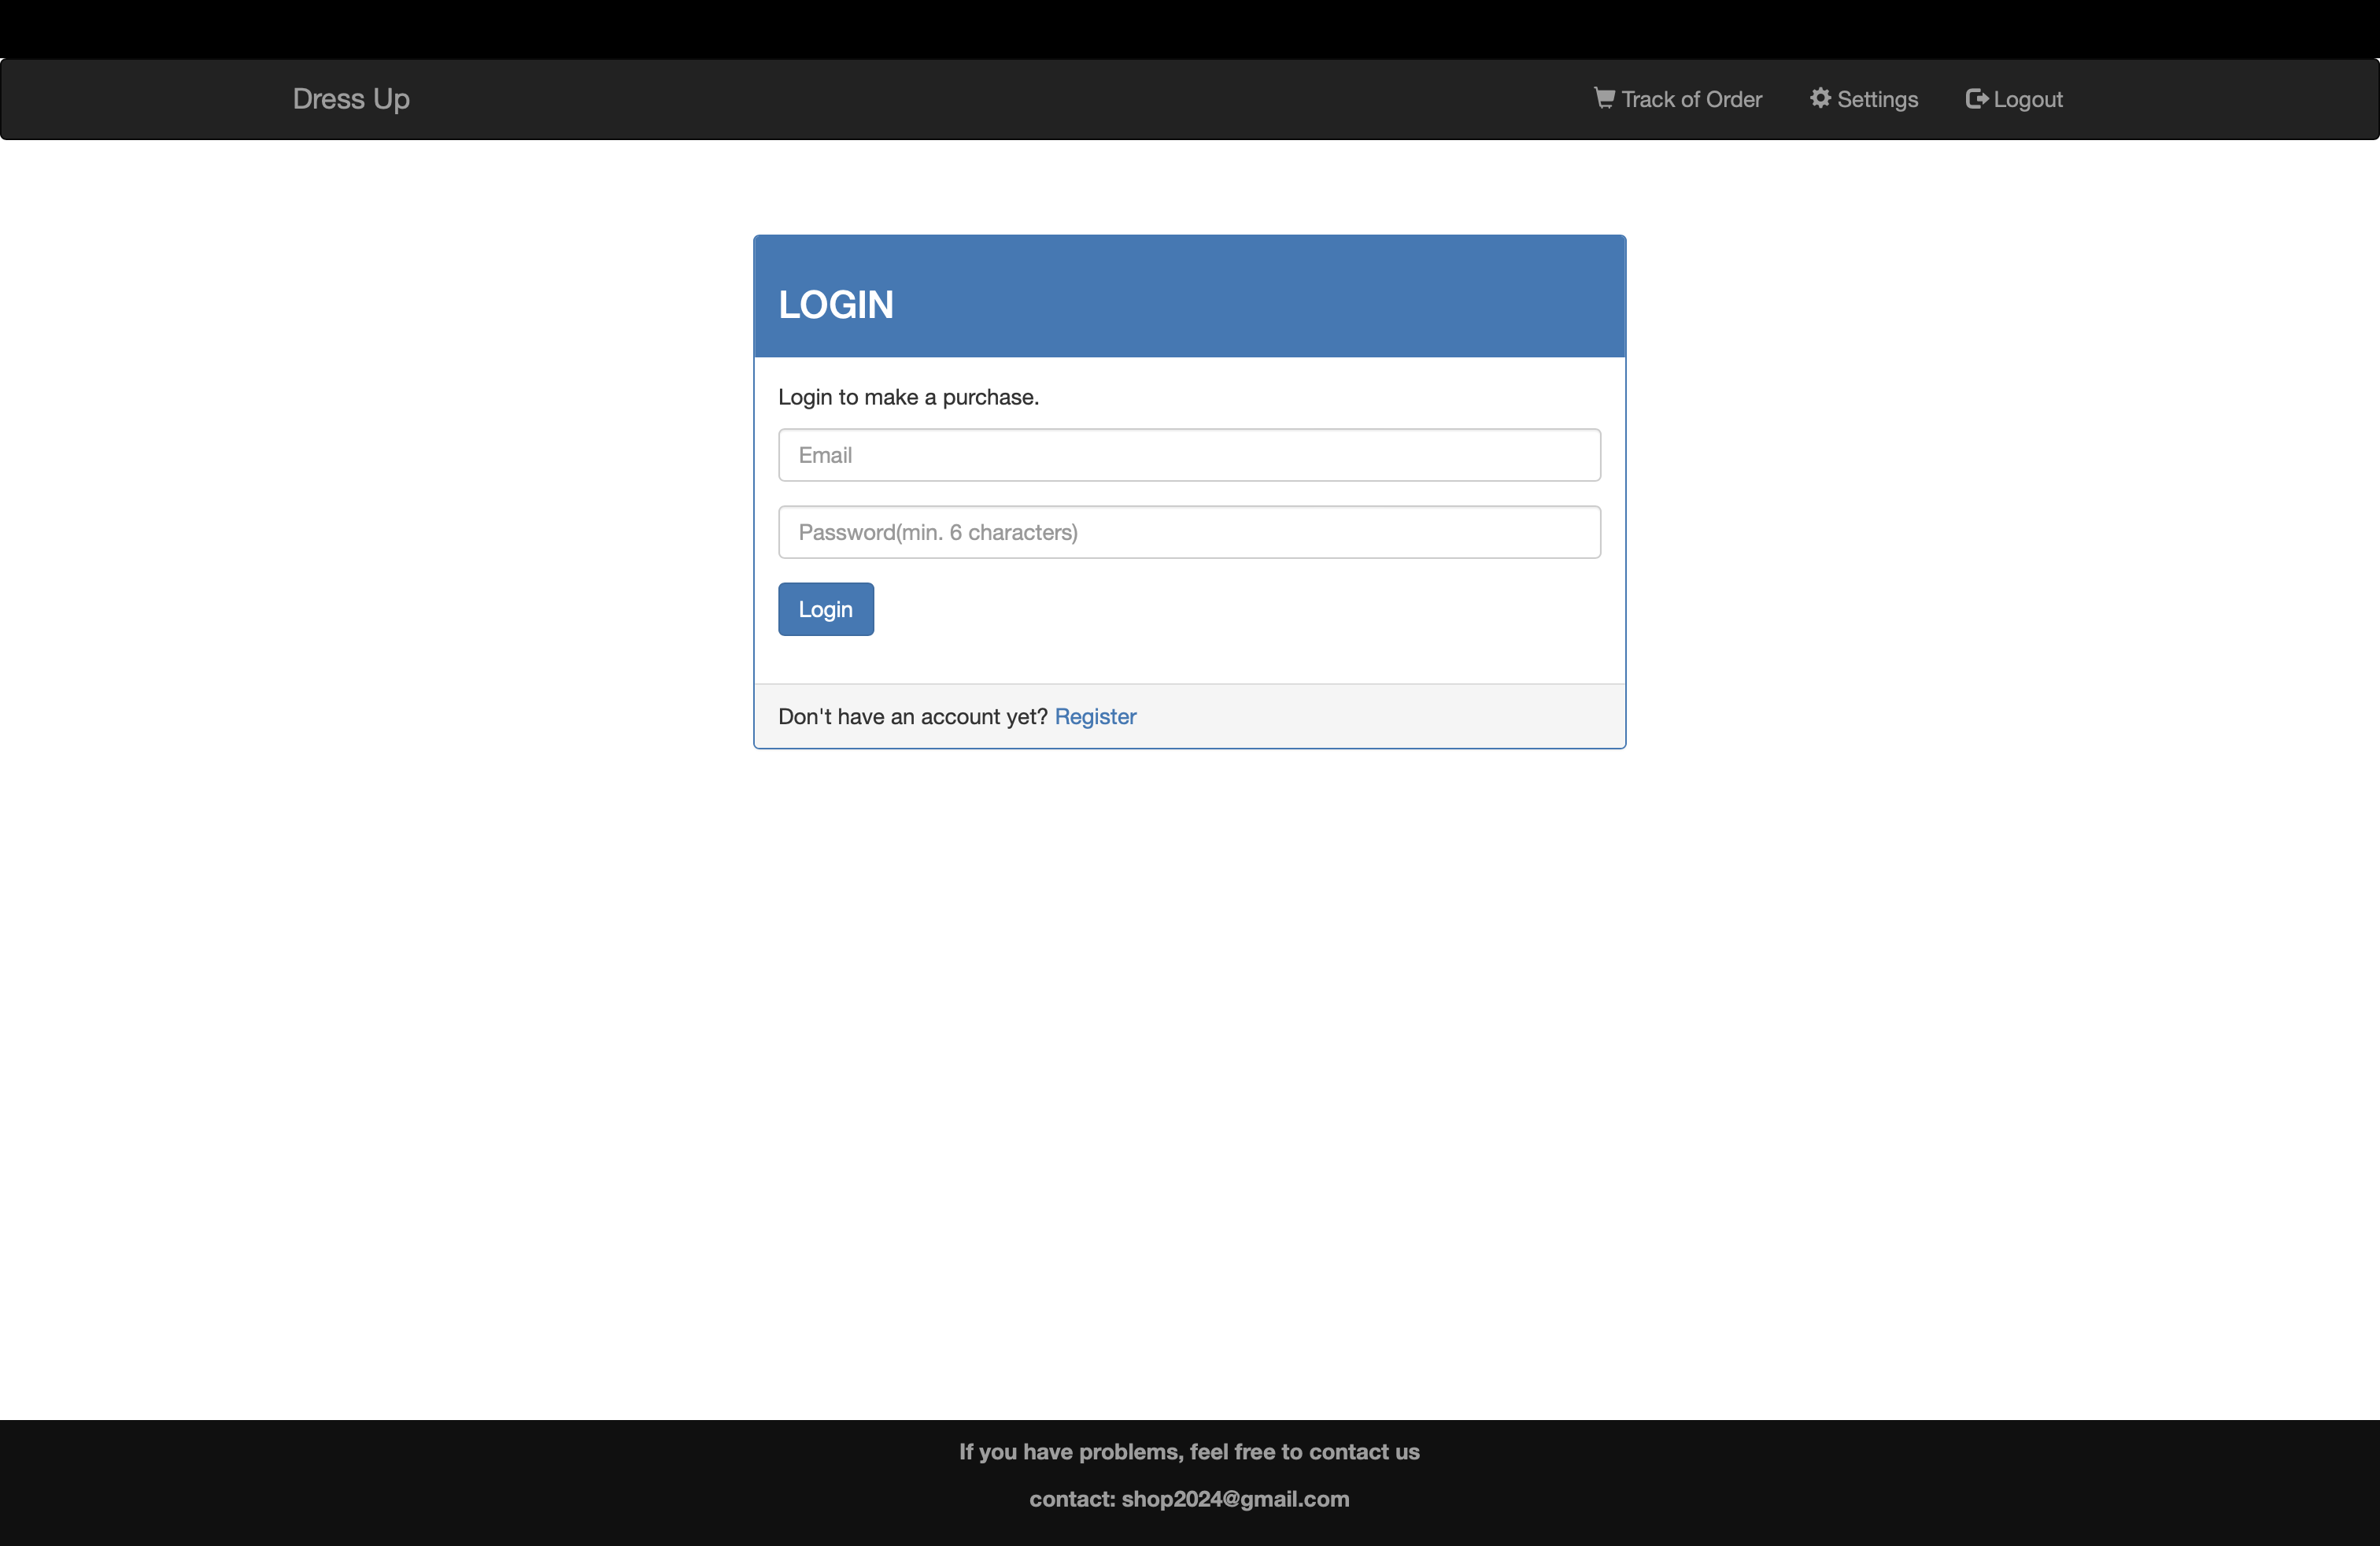 Dress Up
Track of Order Settings Logout
LOGIN
Login to make a purchase.
Email
Password(min. 6 characters)
Login
Don't have an account yet? Register
If you have problems, feel free to contact us
contact: shop2024@gmail.com